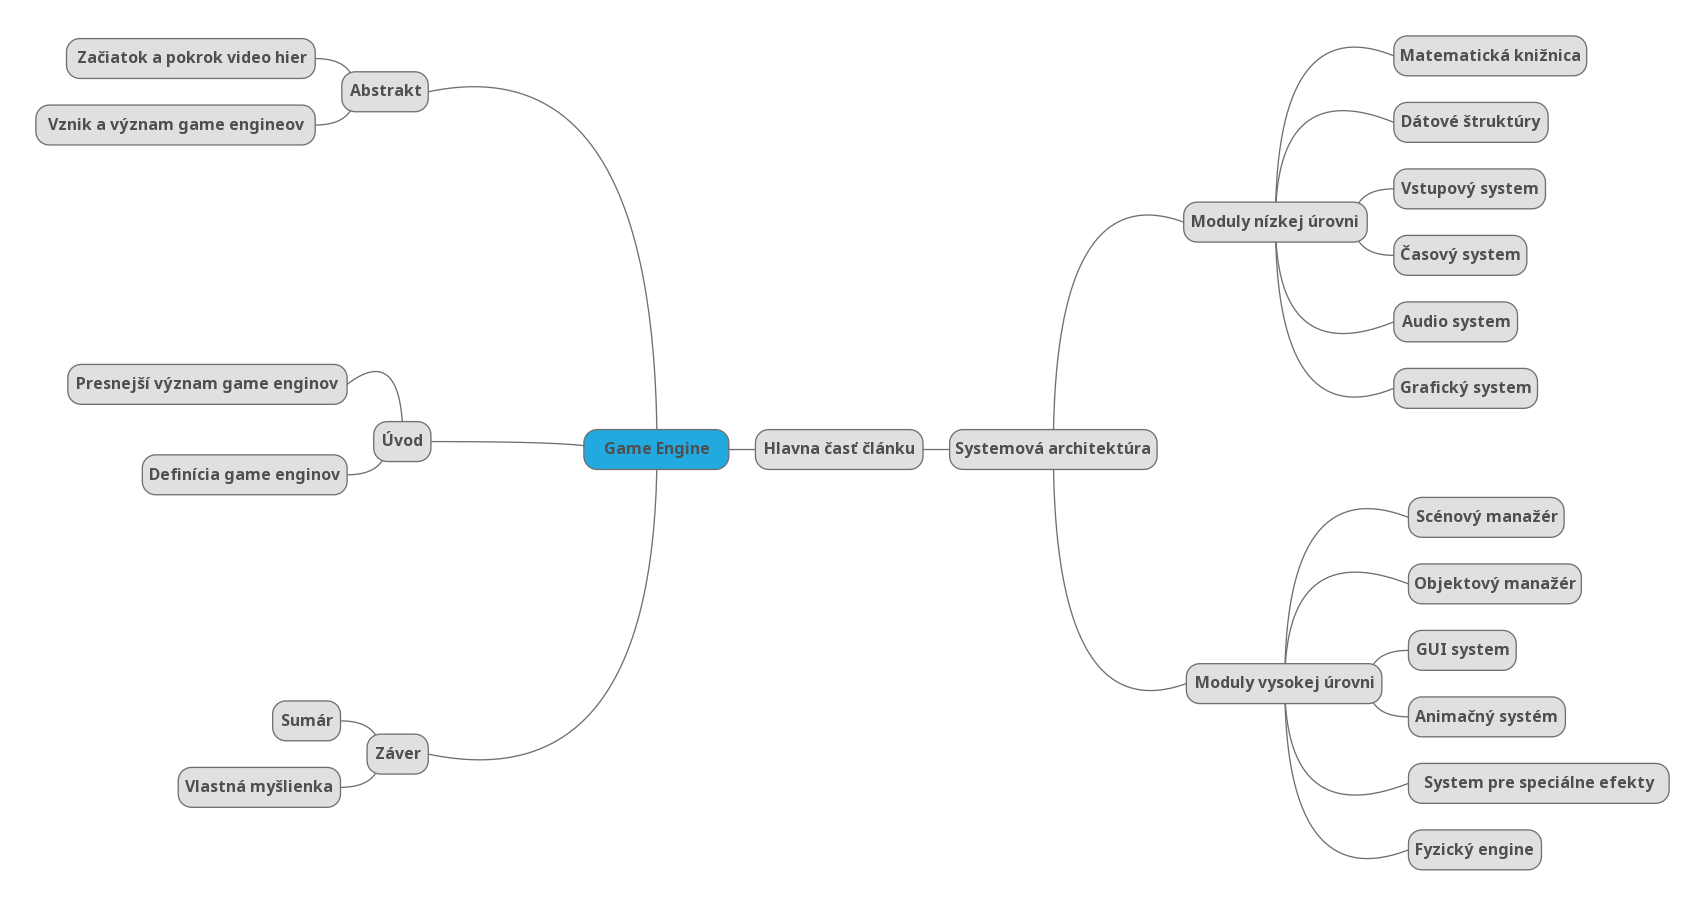 Začiatok a pokrok video hier
Abstrakt
Vznik a význam game engineov
Presnejší význam game enginov
Úvod
Definícia game enginov
Sumár
Záver
Vlastná myšlienka
Game Engine
Hlavna časť článku
Systemová architektúra
Moduly nízkej úrovni
Matematická knižnica
Dátové štruktúry
Vstupový system
Časový system
Audio system
Grafický system
Moduly vysokej úrovni
Scénový manažér
Objektový manažér
GUI system
Animačný systém
System pre speciálne efekty
Fyzický engine